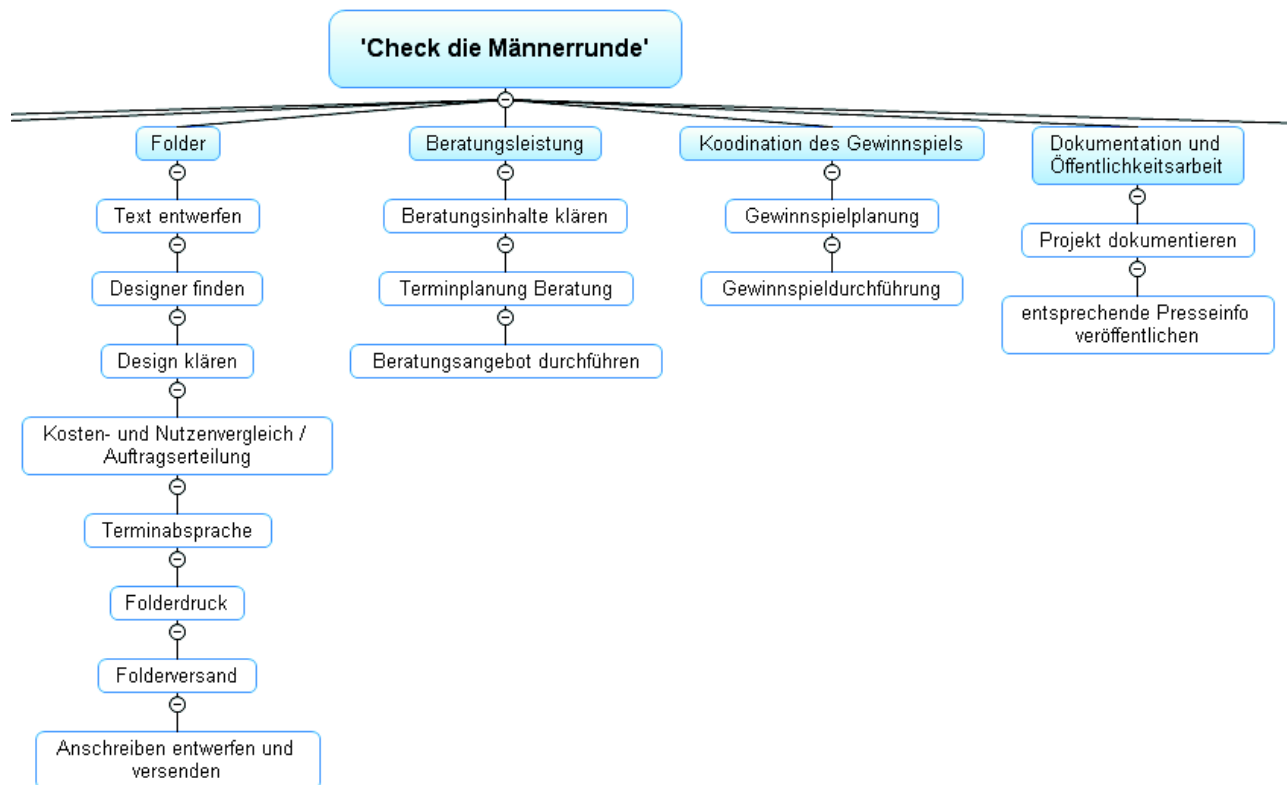 'Check die Männerrunde'
Folder
Text entwerfen
Designer finden
Design klären
Kosten- und Nutzenvergleich /
Auftragserteilung
Terminabsprache
Folderdruck
Folderversand
Anschreiben entwerfen und
versenden
Beratungsleistung
Beratungsinhalte klären
Terminplanung Beratung
Beratungsangebot durchführen
Koodination des Gewinnspiels
Gewinnspielplanung
Gewinnspieldurchführung
Dokumentation und
Öffentlichkeitsarbeit
Projekt dokumentieren
entsprechende Presseinfo
veröffentlichen